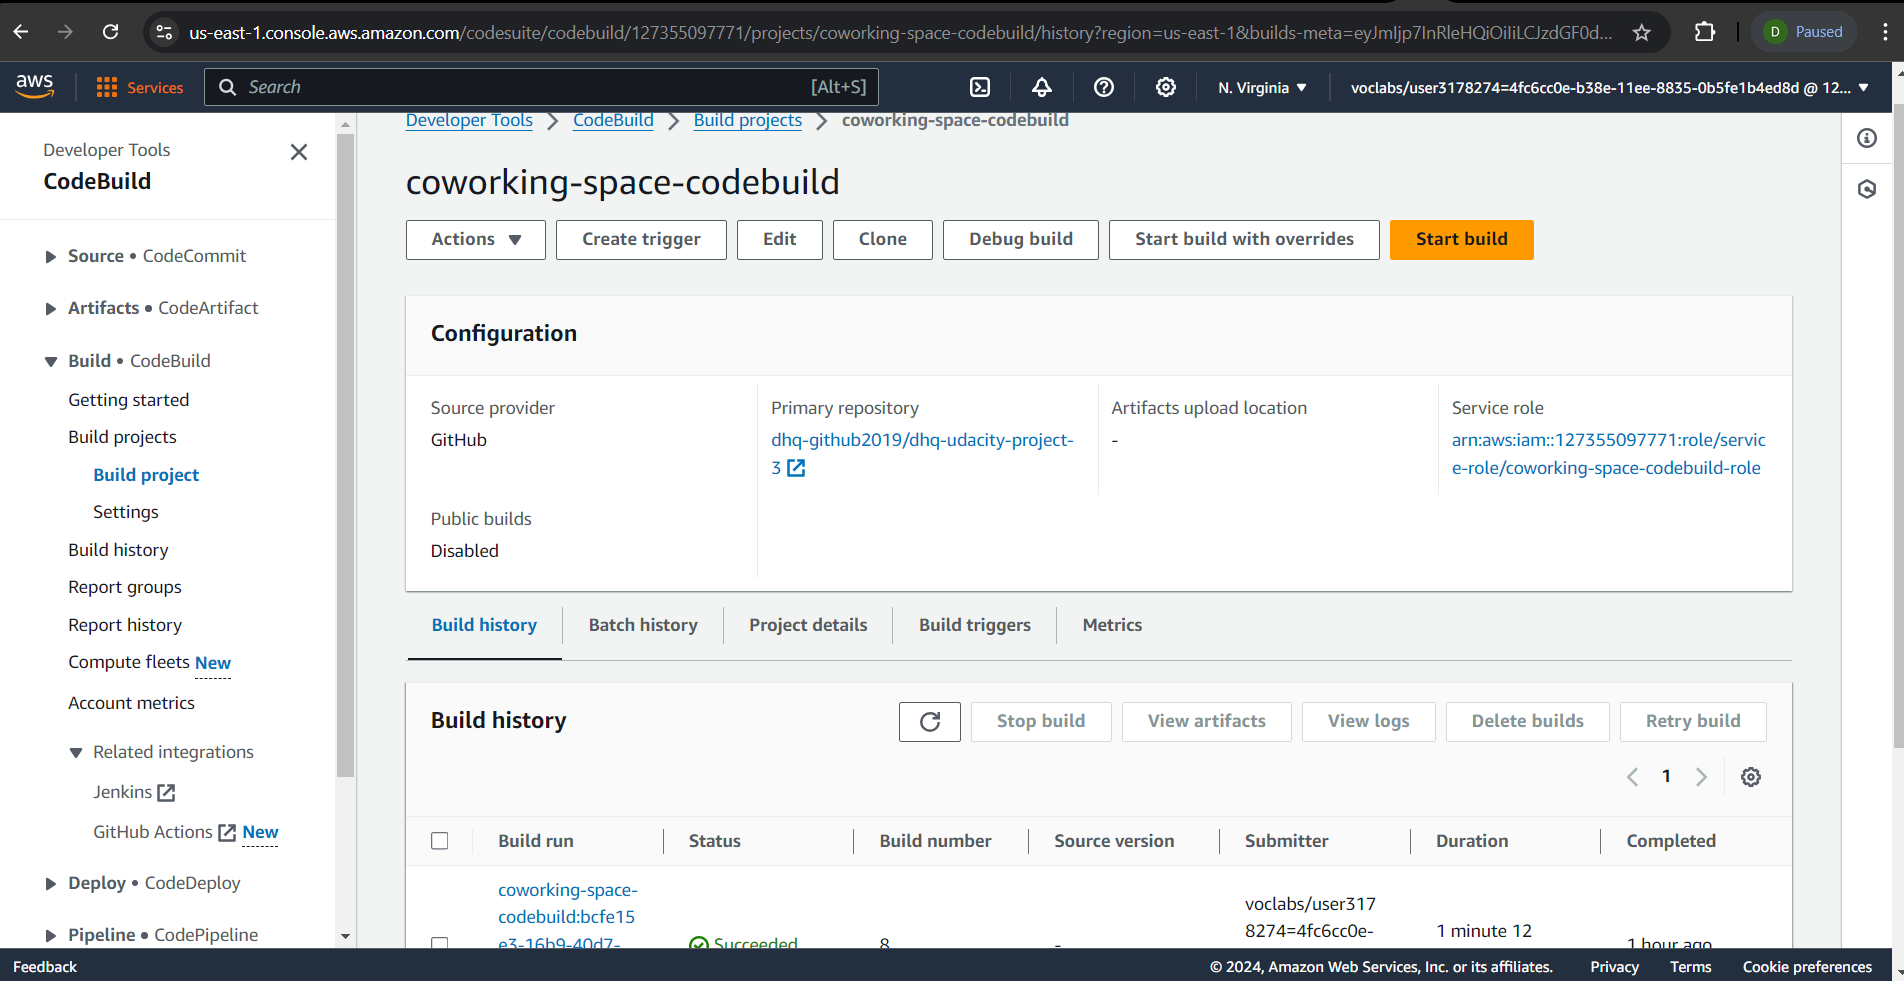 us-east-1.console.aws.amazon.com/codesuite/codebuild/127355097771/projects/coworking-space-codebuild/history?region=us-east-1&builds-meta=eyJmIjp7InRleHQiOiIiLCJzdGF0d...
D Paused
aws
Services
Search [Alt+S]
N. Virginia
voclabs/user3178274=4fc6cc0e-b38e-11ee-8835-0b5fe1b4ed8d @ 12...
Developer Tools
CodeBuild
Source • CodeCommit
Artifacts • CodeArtifact
Build • CodeBuild
Getting started
Build projects
Build project
Settings
Build history
Report groups
Report history
Compute fleets New
Account metrics
Related integrations
Jenkins
GitHub Actions New
Deploy • CodeDeploy
Pipeline • CodePipeline
Developer Tools > CodeBuild > Build projects > coworking-space-codebuild
coworking-space-codebuild
Actions Create trigger Edit Clone Debug build Start build with overrides Start build
Configuration
Source provider
GitHub
Primary repository
dhq-github2019/dhq-udacity-project-
3
Artifacts upload location
-
Service role
arn:aws:iam::127355097771:role/servic
e-role/coworking-space-codebuild-role
Public builds
Disabled
Build history Batch history Project details Build triggers Metrics
Build history
Stop build View artifacts View logs Delete builds Retry build
1
Build run Status Build number Source version Submitter Duration Completed
coworking-space-
codebuild:bcfe15
e3-16b9-40d7-
Succeeded
8
-
voclabs/user317
8274=4fc6cc0e-
1 minute 12
1 hour ago
Feedback
© 2024, Amazon Web Services, Inc. or its affiliates. Privacy Terms Cookie preferences